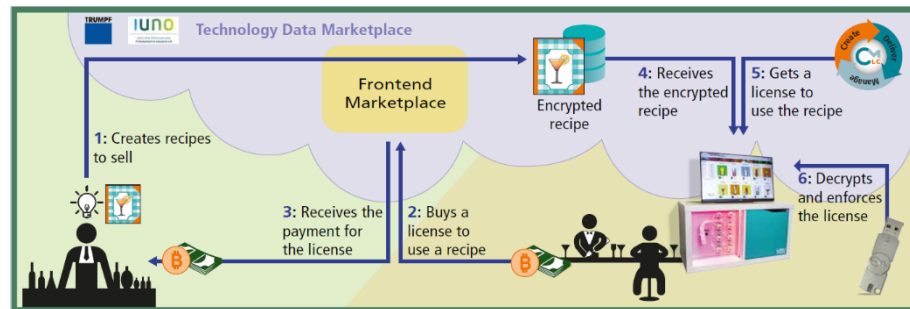 TRUMPF
IUNO
Technology Data Marketplace
Frontend
Marketplace
Encrypted
recipe
4: Receives
the encrypted
recipe
5: Gets a
license to
use the recipe
Create
Deliver
Manage
CM
L.C.
1: Creates recipes
to sell
3: Receives the
payment for
the license
2: Buys a
license to
use a recipe
6: Decrypts
and enforces
the license